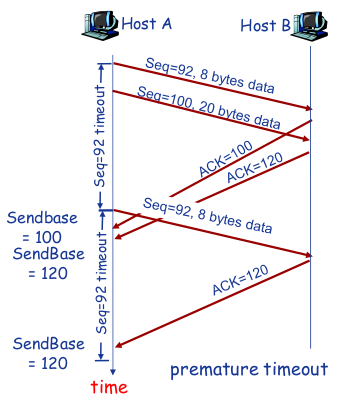 Host A
Host B
Seq=92, 8 bytes data
Seq=100, 20 bytes data
Seq=92 timeout
ACK=100
ACK=120
Seq=92, 8 bytes data
Sendbase
= 100
SendBase
= 120
Seq=92 timeout
ACK=120
SendBase
= 120
premature timeout
time